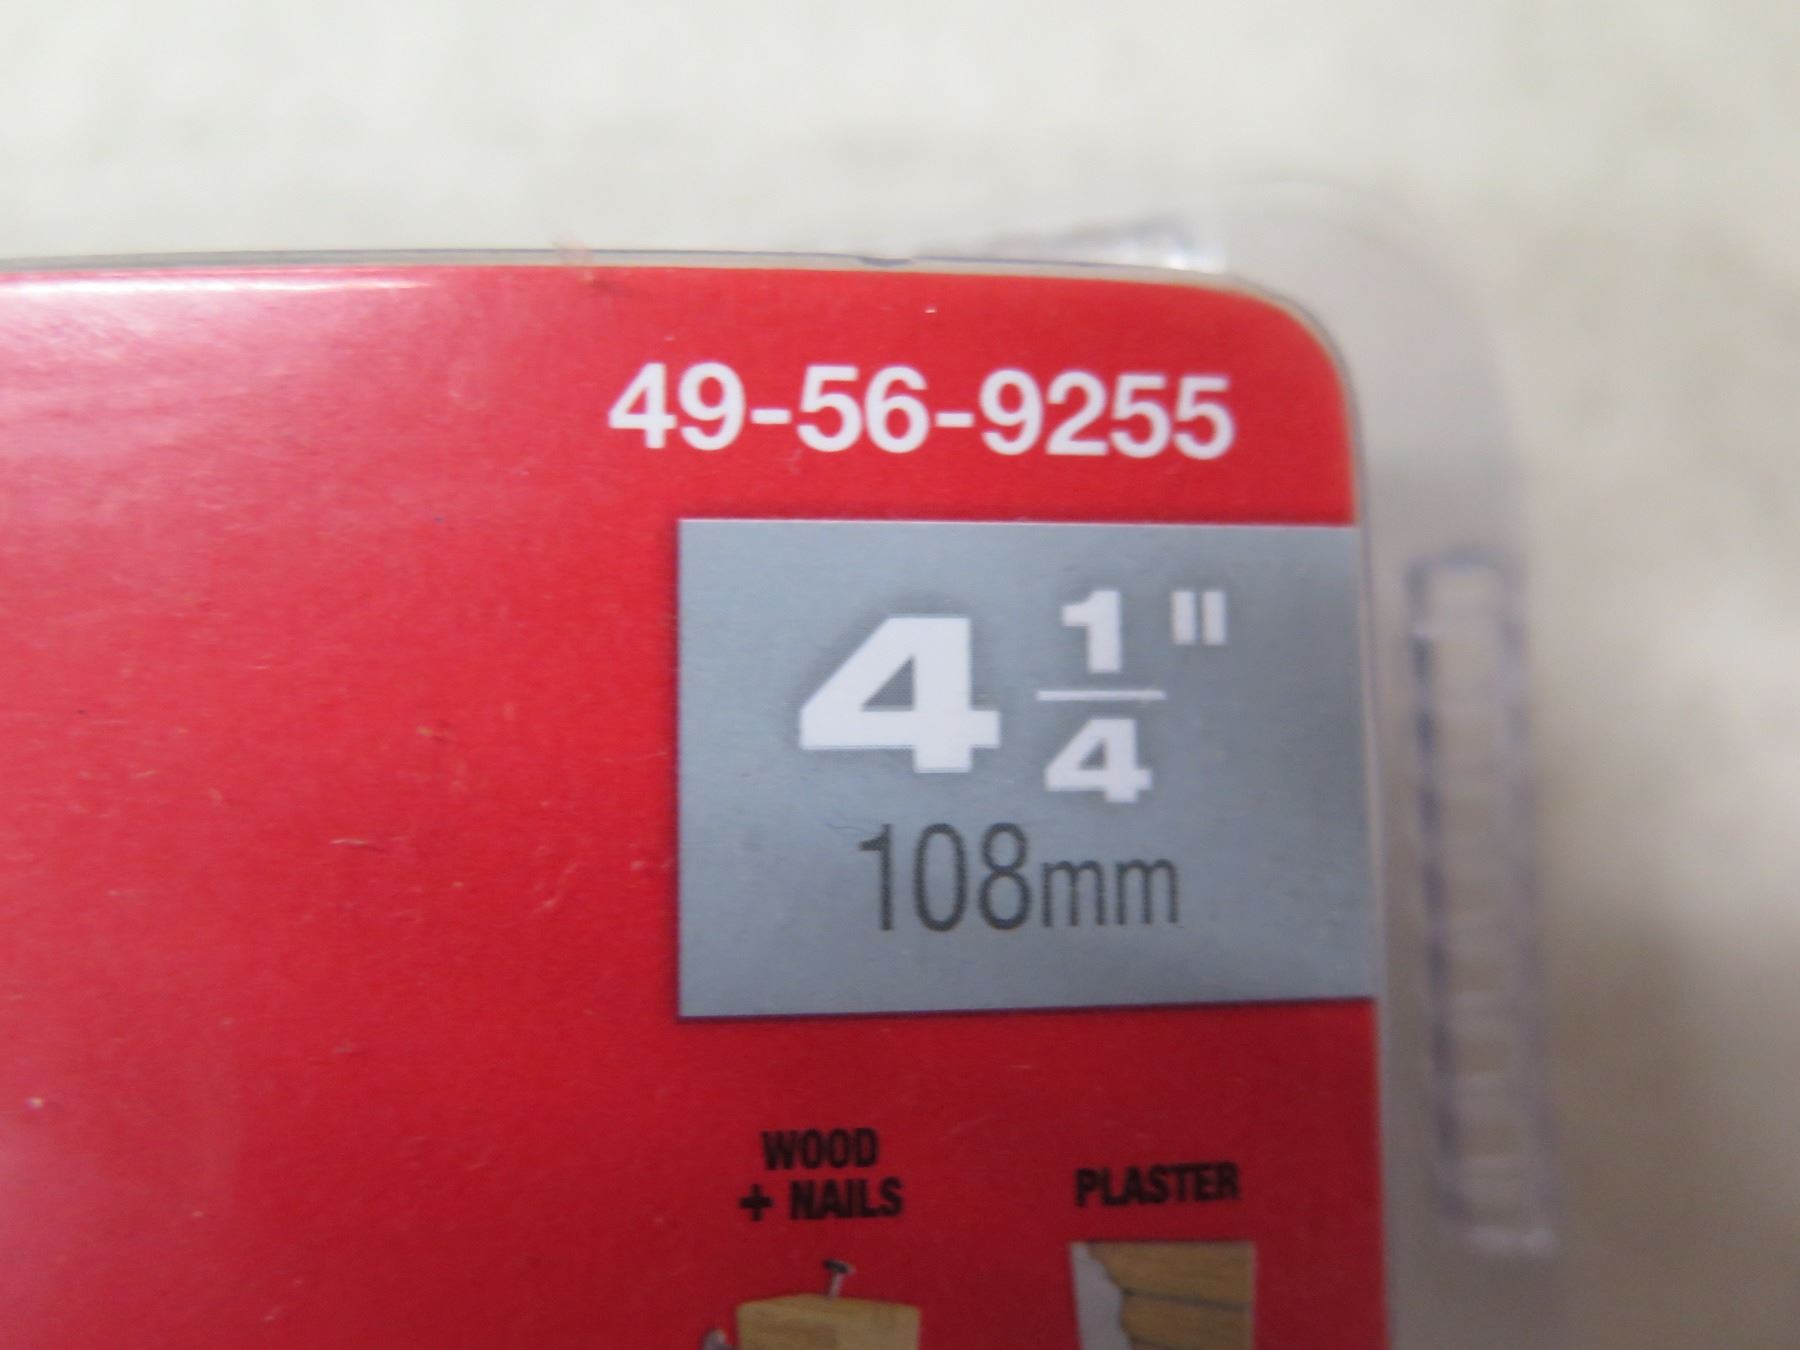 49-56-9255
4 1/4"
108mm
WOOD
+ NAILS
PLASTER